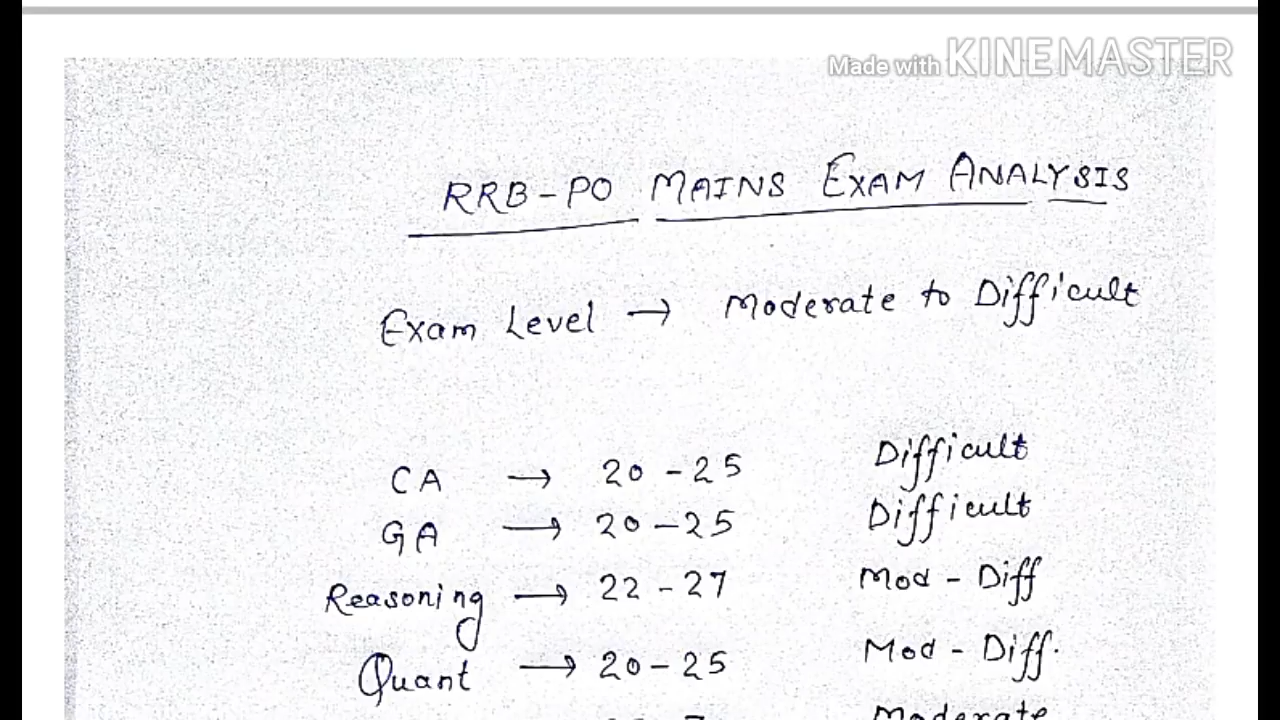 Made with KINEMASTER
RRB-PO MAINS EXAM ANALYSIS
Exam Level → Moderate to Difficult
CA → 20-25 Difficult
GA → 20-25 Difficult
Reasoning → 22-27 Mod-Diff
Quant → 20-25 Mod-Diff.
Moderate